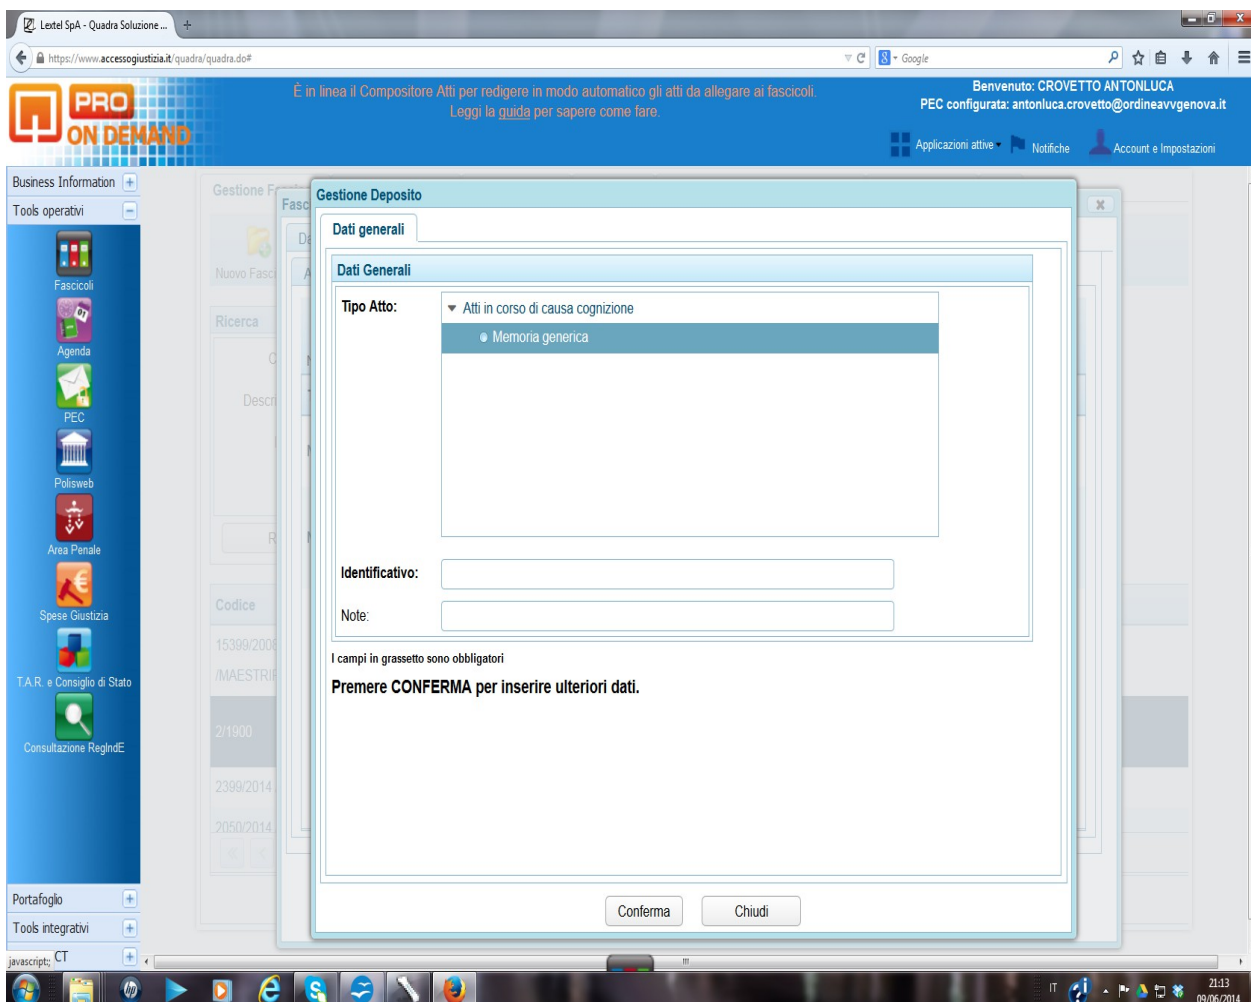 Lextel SpA - Quadra Soluzione ...
https://www.accessogiustizia.it/quadra/quadra.do#
Google
PRO
ON DEMAND
È in linea il Compositore Atti per redigere in modo automatico gli atti da allegare ai fascicoli.
Leggi la guida per sapere come fare.
Benvenuto: CROVETTO ANTONLUCA
PEC configurata: antonluca.crovetto@ordineavvgenova.it
Applicazioni attive
Notifiche
Account e Impostazioni
Business Information
Tools operativi
Fascicoli
Agenda
PEC
Polisweb
Area Penale
Spese Giustizia
T.A.R. e Consiglio di Stato
Consultazione RegIndE
Portafoglio
Tools integrativi
javascript:; CT
Gestione F
Nuovo Fasci
Ricerca
Descri
Codice
15399/2008
/MAESTRIP
2/1900
2399/2014
2050/2014
Fasc
Gestione Deposito
Dati generali
Dati Generali
Tipo Atto:
Atti in corso di causa cognizione
Memoria generica
Identificativo:
Note:
I campi in grassetto sono obbligatori
Premere CONFERMA per inserire ulteriori dati.
Conferma
Chiudi
IT
21:13
09/06/2014